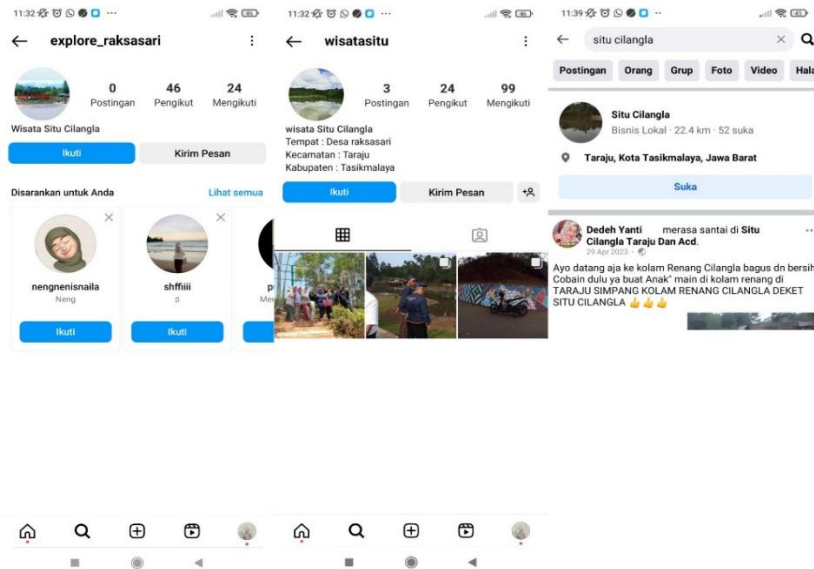 11:32
explore_raksasari
0
46
24
Postingan
Pengikut
Mengikuti
Wisata Situ Cilangla
Ikuti
Kirim Pesan
Disarankan untuk Anda
Lihat semua
nengnenisnaila
Neng
Ikuti
shffiiii
Ikuti
11:32
wisatasitu
3
24
99
Postingan
Pengikut
Mengikuti
wisata Situ Cilangla
Tempat : Desa raksasari
Kecamatan : Taraju
Kabupaten : Tasikmalaya
Ikuti
Kirim Pesan
11:39
situ cilangla
Postingan
Orang
Grup
Foto
Video
Hala
Situ Cilangla
Bisnis Lokal · 22.4 km · 52 suka
Taraju, Kota Tasikmalaya, Jawa Barat
Suka
Dedeh Yanti merasa santai di Situ
Cilangla Taraju Dan Acd.
29 Apr 2023
Ayo datang aja ke kolam Renang Cilangla bagus dn bersih
Cobain dulu ya buat Anak" main di kolam renang di
TARAJU SIMPANG KOLAM RENANG CILANGLA DEKET
SITU CILANGLA 👍👍👍